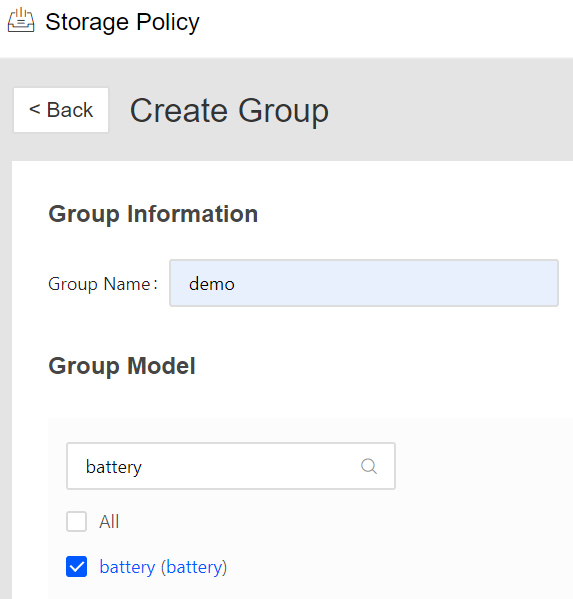 Storage Policy
< Back
Create Group
Group Information
Group Name:
demo
Group Model
battery
All
battery (battery)